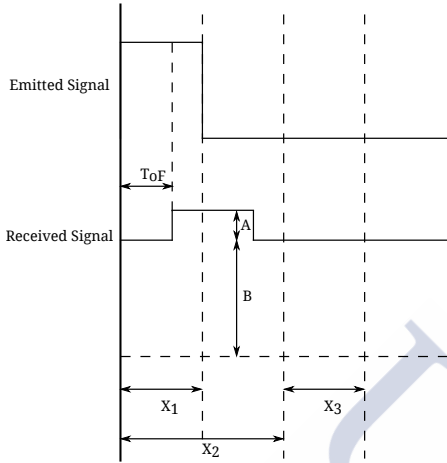 Emitted Signal
ToF
Received Signal
A
B
X1
X3
X2